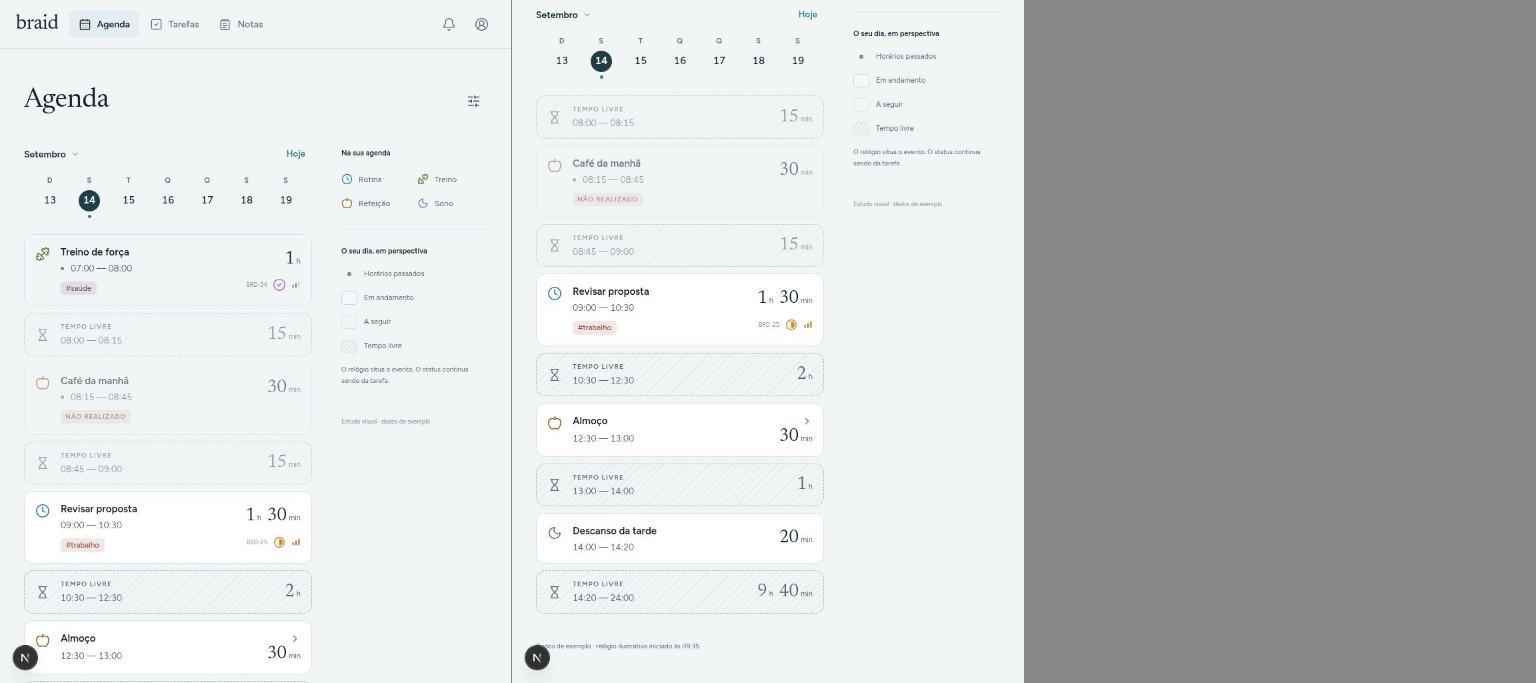 braid
Agenda
Tarefas
Notas
Agenda
Setembro
Hoje
D S T Q Q S S
13 14 15 16 17 18 19
Treino de força
07:00 — 08:00
1 h
#saúde
BRD-24
TEMPO LIVRE
08:00 — 08:15
15 min
Café da manhã
08:15 — 08:45
30 min
NÃO REALIZADO
TEMPO LIVRE
08:45 — 09:00
15 min
Revisar proposta
09:00 — 10:30
1 h 30 min
#trabalho
BRD-25
TEMPO LIVRE
10:30 — 12:30
2 h
Almoço
12:30 — 13:00
30 min
N
Na sua agenda
Rotina
Treino
Refeição
Sono
O seu dia, em perspectiva
Horários passados
Em andamento
A seguir
Tempo livre
O relógio situa o evento. O status continua
sendo da tarefa.
Estudo visual · dados de exemplo
Setembro
Hoje
D S T Q Q S S
13 14 15 16 17 18 19
TEMPO LIVRE
08:00 — 08:15
15 min
Café da manhã
08:15 — 08:45
30 min
NÃO REALIZADO
TEMPO LIVRE
08:45 — 09:00
15 min
Revisar proposta
09:00 — 10:30
1 h 30 min
#trabalho
BRD-25
TEMPO LIVRE
10:30 — 12:30
2 h
Almoço
12:30 — 13:00
30 min
TEMPO LIVRE
13:00 — 14:00
1 h
Descanso da tarde
14:00 — 14:20
20 min
TEMPO LIVRE
14:20 — 24:00
9 h 40 min
Dados de exemplo · relógio ilustrativo iniciado às 09:35
N
O seu dia, em perspectiva
Horários passados
Em andamento
A seguir
Tempo livre
O relógio situa o evento. O status continua
sendo da tarefa.
Estudo visual · dados de exemplo